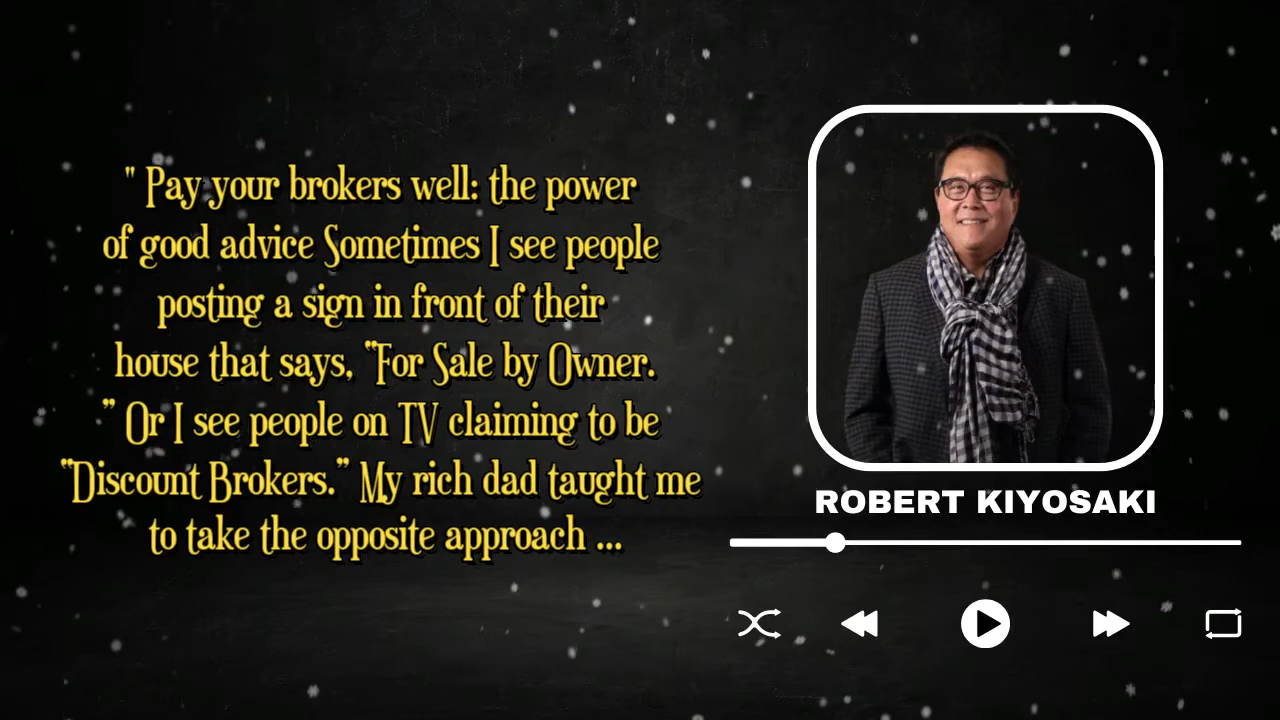 " Pay your brokers well: the power
of good advice Sometimes I see people
posting a sign in front of their
house that says, “For Sale by Owner.
” Or I see people on TV claiming to be
“Discount Brokers.” My rich dad taught me
to take the opposite approach ...
ROBERT KIYOSAKI